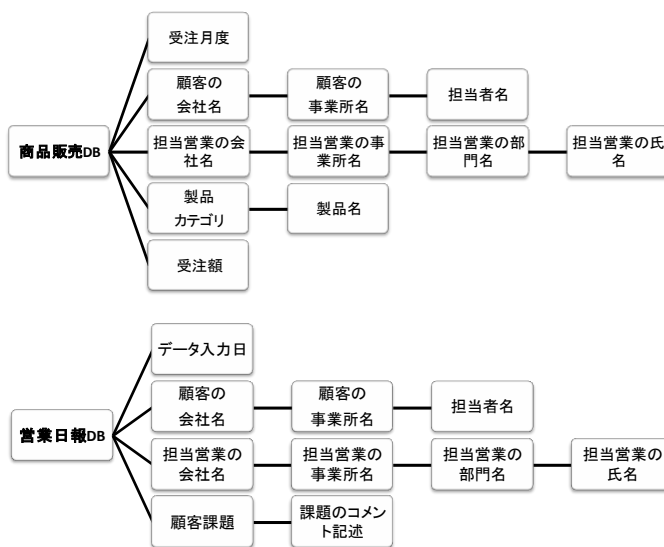 受注月度
顧客の
会社名
顧客の
事業所名
担当者名
商品販売DB
担当営業の会
社名
担当営業の事
業所名
担当営業の部
門名
担当営業の氏
名
製品
カテゴリ
製品名
受注額
データ入力日
顧客の
会社名
顧客の
事業所名
担当者名
営業日報DB
担当営業の
会社名
担当営業の
事業所名
担当営業の
部門名
担当営業の
氏名
顧客課題
課題のコメン
ト記述